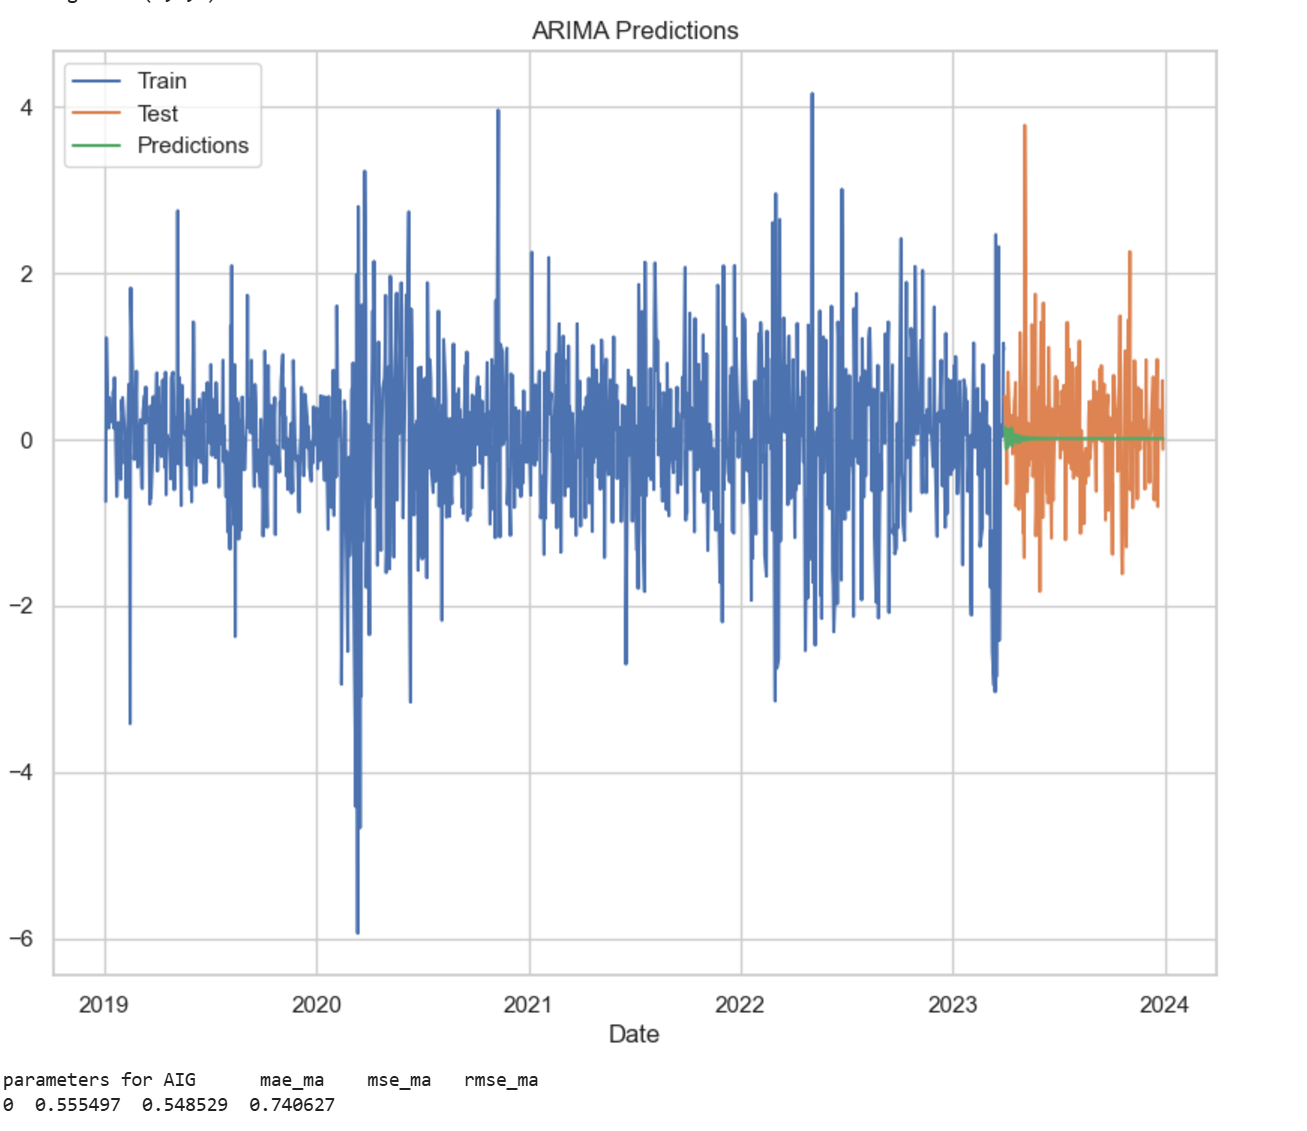 ARIMA Predictions
Train
Test
Predictions
4
2
0
−2
−4
−6
2019 2020 2021 2022 2023 2024
Date
parameters for AIG mae_ma mse_ma rmse_ma
0 0.555497 0.548529 0.740627